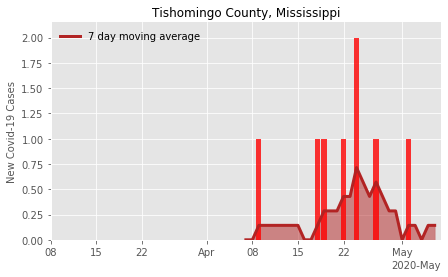 Tishomingo County, Mississippi
7 day moving average
New Covid-19 Cases
2.00
1.75
1.50
1.25
1.00
0.75
0.50
0.25
0.00
08 15 22 Apr 08 15 22 May
2020-May